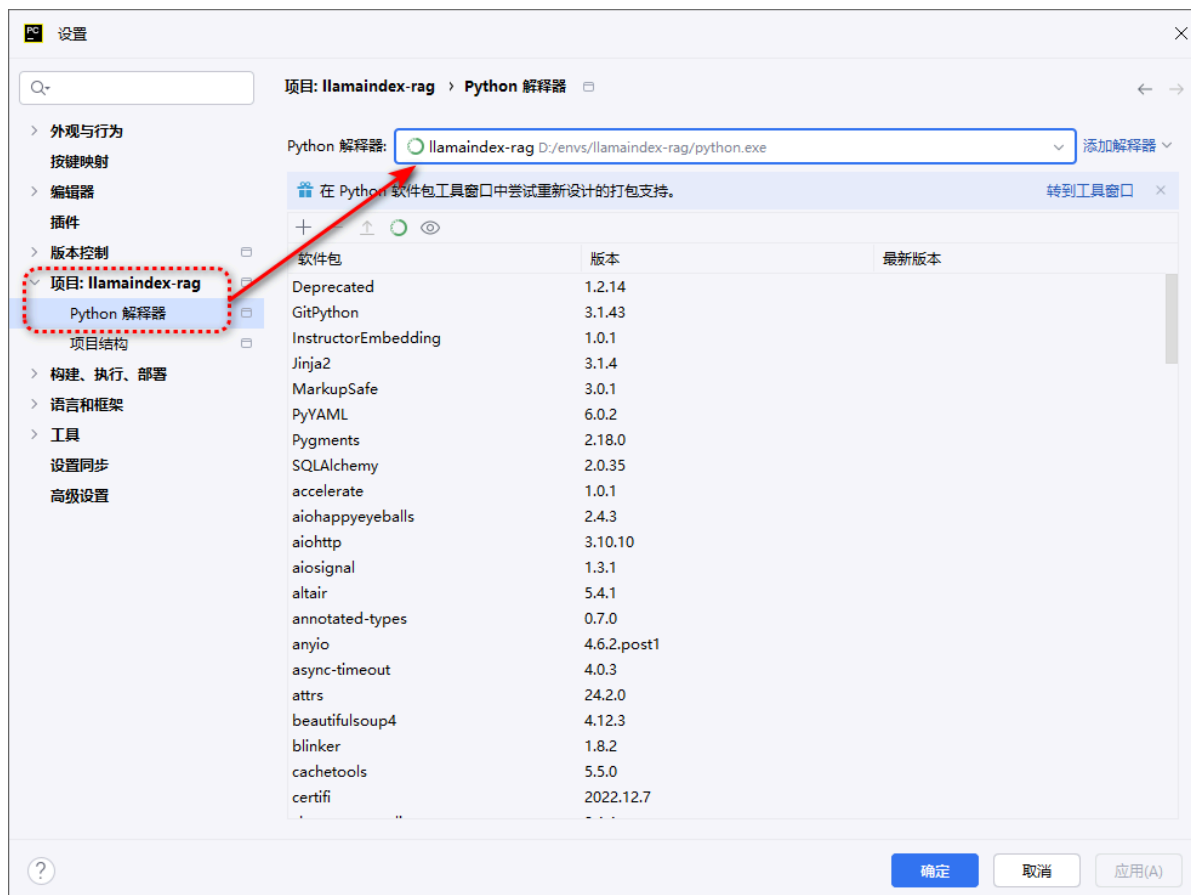 PC 设置
项目: llamaindex-rag › Python 解释器
外观与行为
按键映射
编辑器
插件
版本控制
项目: llamaindex-rag
Python 解释器
项目结构
构建、执行、部署
语言和框架
工具
设置同步
高级设置
Python 解释器: llamaindex-rag D:/envs/llamaindex-rag/python.exe 添加解释器
在 Python 软件包工具窗口中尝试重新设计的打包支持。 转到工具窗口
软件包 版本 最新版本
Deprecated 1.2.14
GitPython 3.1.43
InstructorEmbedding 1.0.1
Jinja2 3.1.4
MarkupSafe 3.0.1
PyYAML 6.0.2
Pygments 2.18.0
SQLAlchemy 2.0.35
accelerate 1.0.1
aiohappyeyeballs 2.4.3
aiohttp 3.10.10
aiosignal 1.3.1
altair 5.4.1
annotated-types 0.7.0
anyio 4.6.2.post1
async-timeout 4.0.3
attrs 24.2.0
beautifulsoup4 4.12.3
blinker 1.8.2
cachetools 5.5.0
certifi 2022.12.7
? 确定 取消 应用(A)